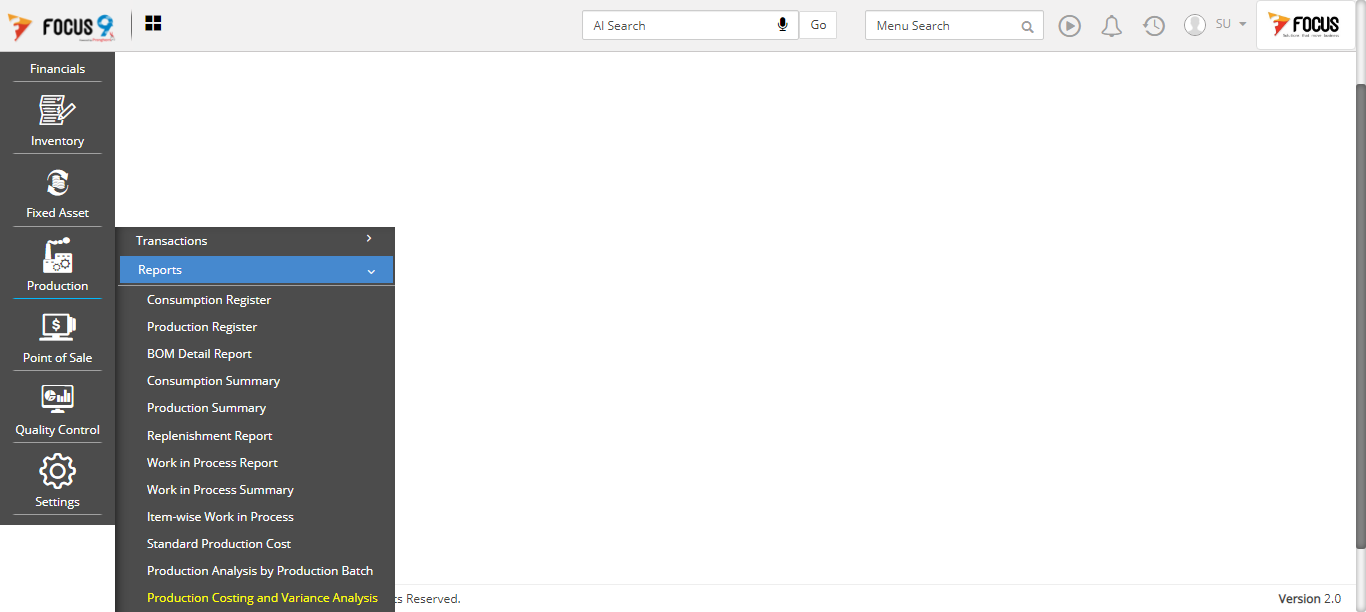 FOCUS 9
AI Search
Go
Menu Search
SU
FOCUS
Financials
Inventory
Fixed Asset
Production
Point of Sale
Quality Control
Settings
Transactions
Reports
Consumption Register
Production Register
BOM Detail Report
Consumption Summary
Production Summary
Replenishment Report
Work in Process Report
Work in Process Summary
Item-wise Work in Process
Standard Production Cost
Production Analysis by Production Batch
Production Costing and Variance Analysis
ts Reserved.
Version 2.0